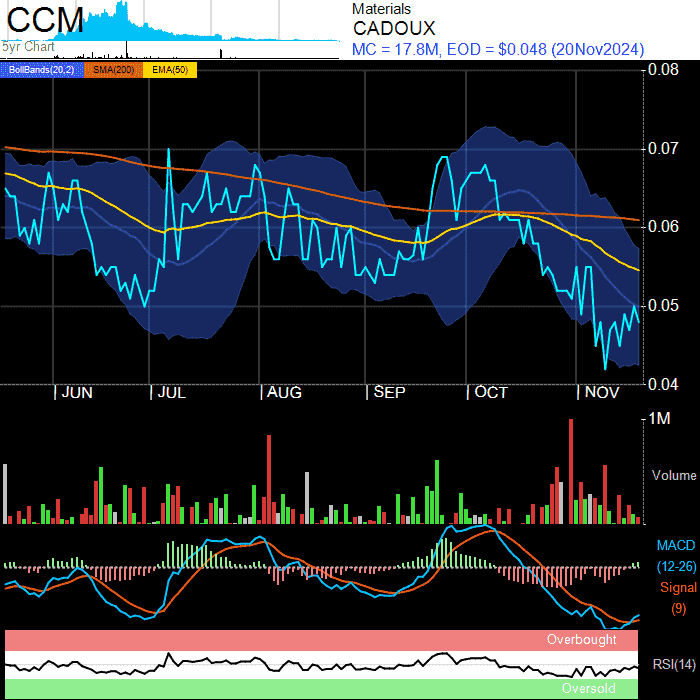 CCM
5yr Chart
Materials
CADOUX
MC = 17.8M, EOD = $0.048 (20Nov2024)
BollBands(20,2) SMA(200) EMA(50)
0.08
0.07
0.06
0.05
0.04
JUN JUL AUG SEP OCT NOV
1M
Volume
MACD
(12-26)
Signal
(9)
Overbought
RSI(14)
Oversold